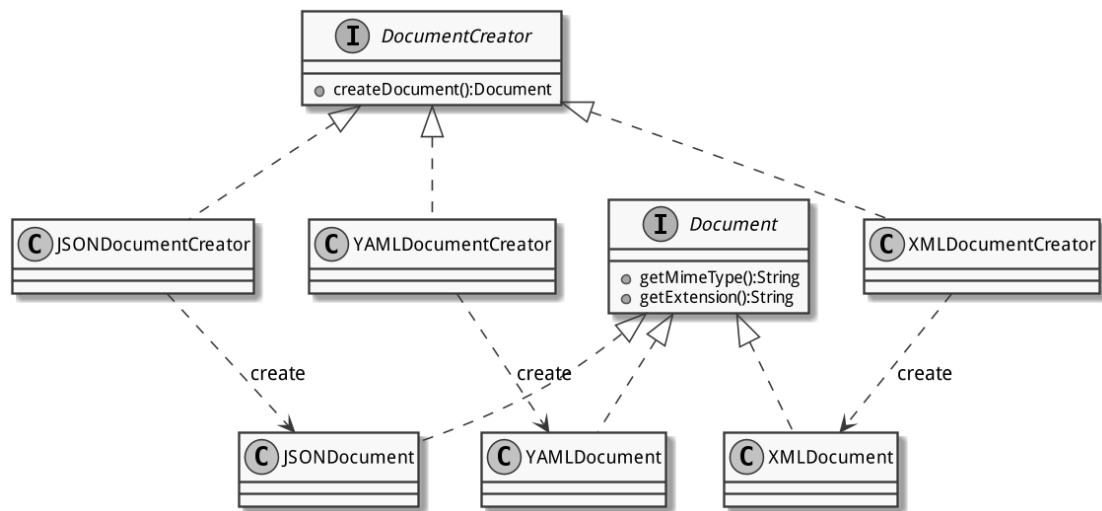 I DocumentCreator
createDocument():Document
C JSONDocumentCreator
C YAMLDocumentCreator
I Document
getMimeType():String
getExtension():String
C XMLDocumentCreator
create
create
create
C JSONDocument
C YAMLDocument
C XMLDocument